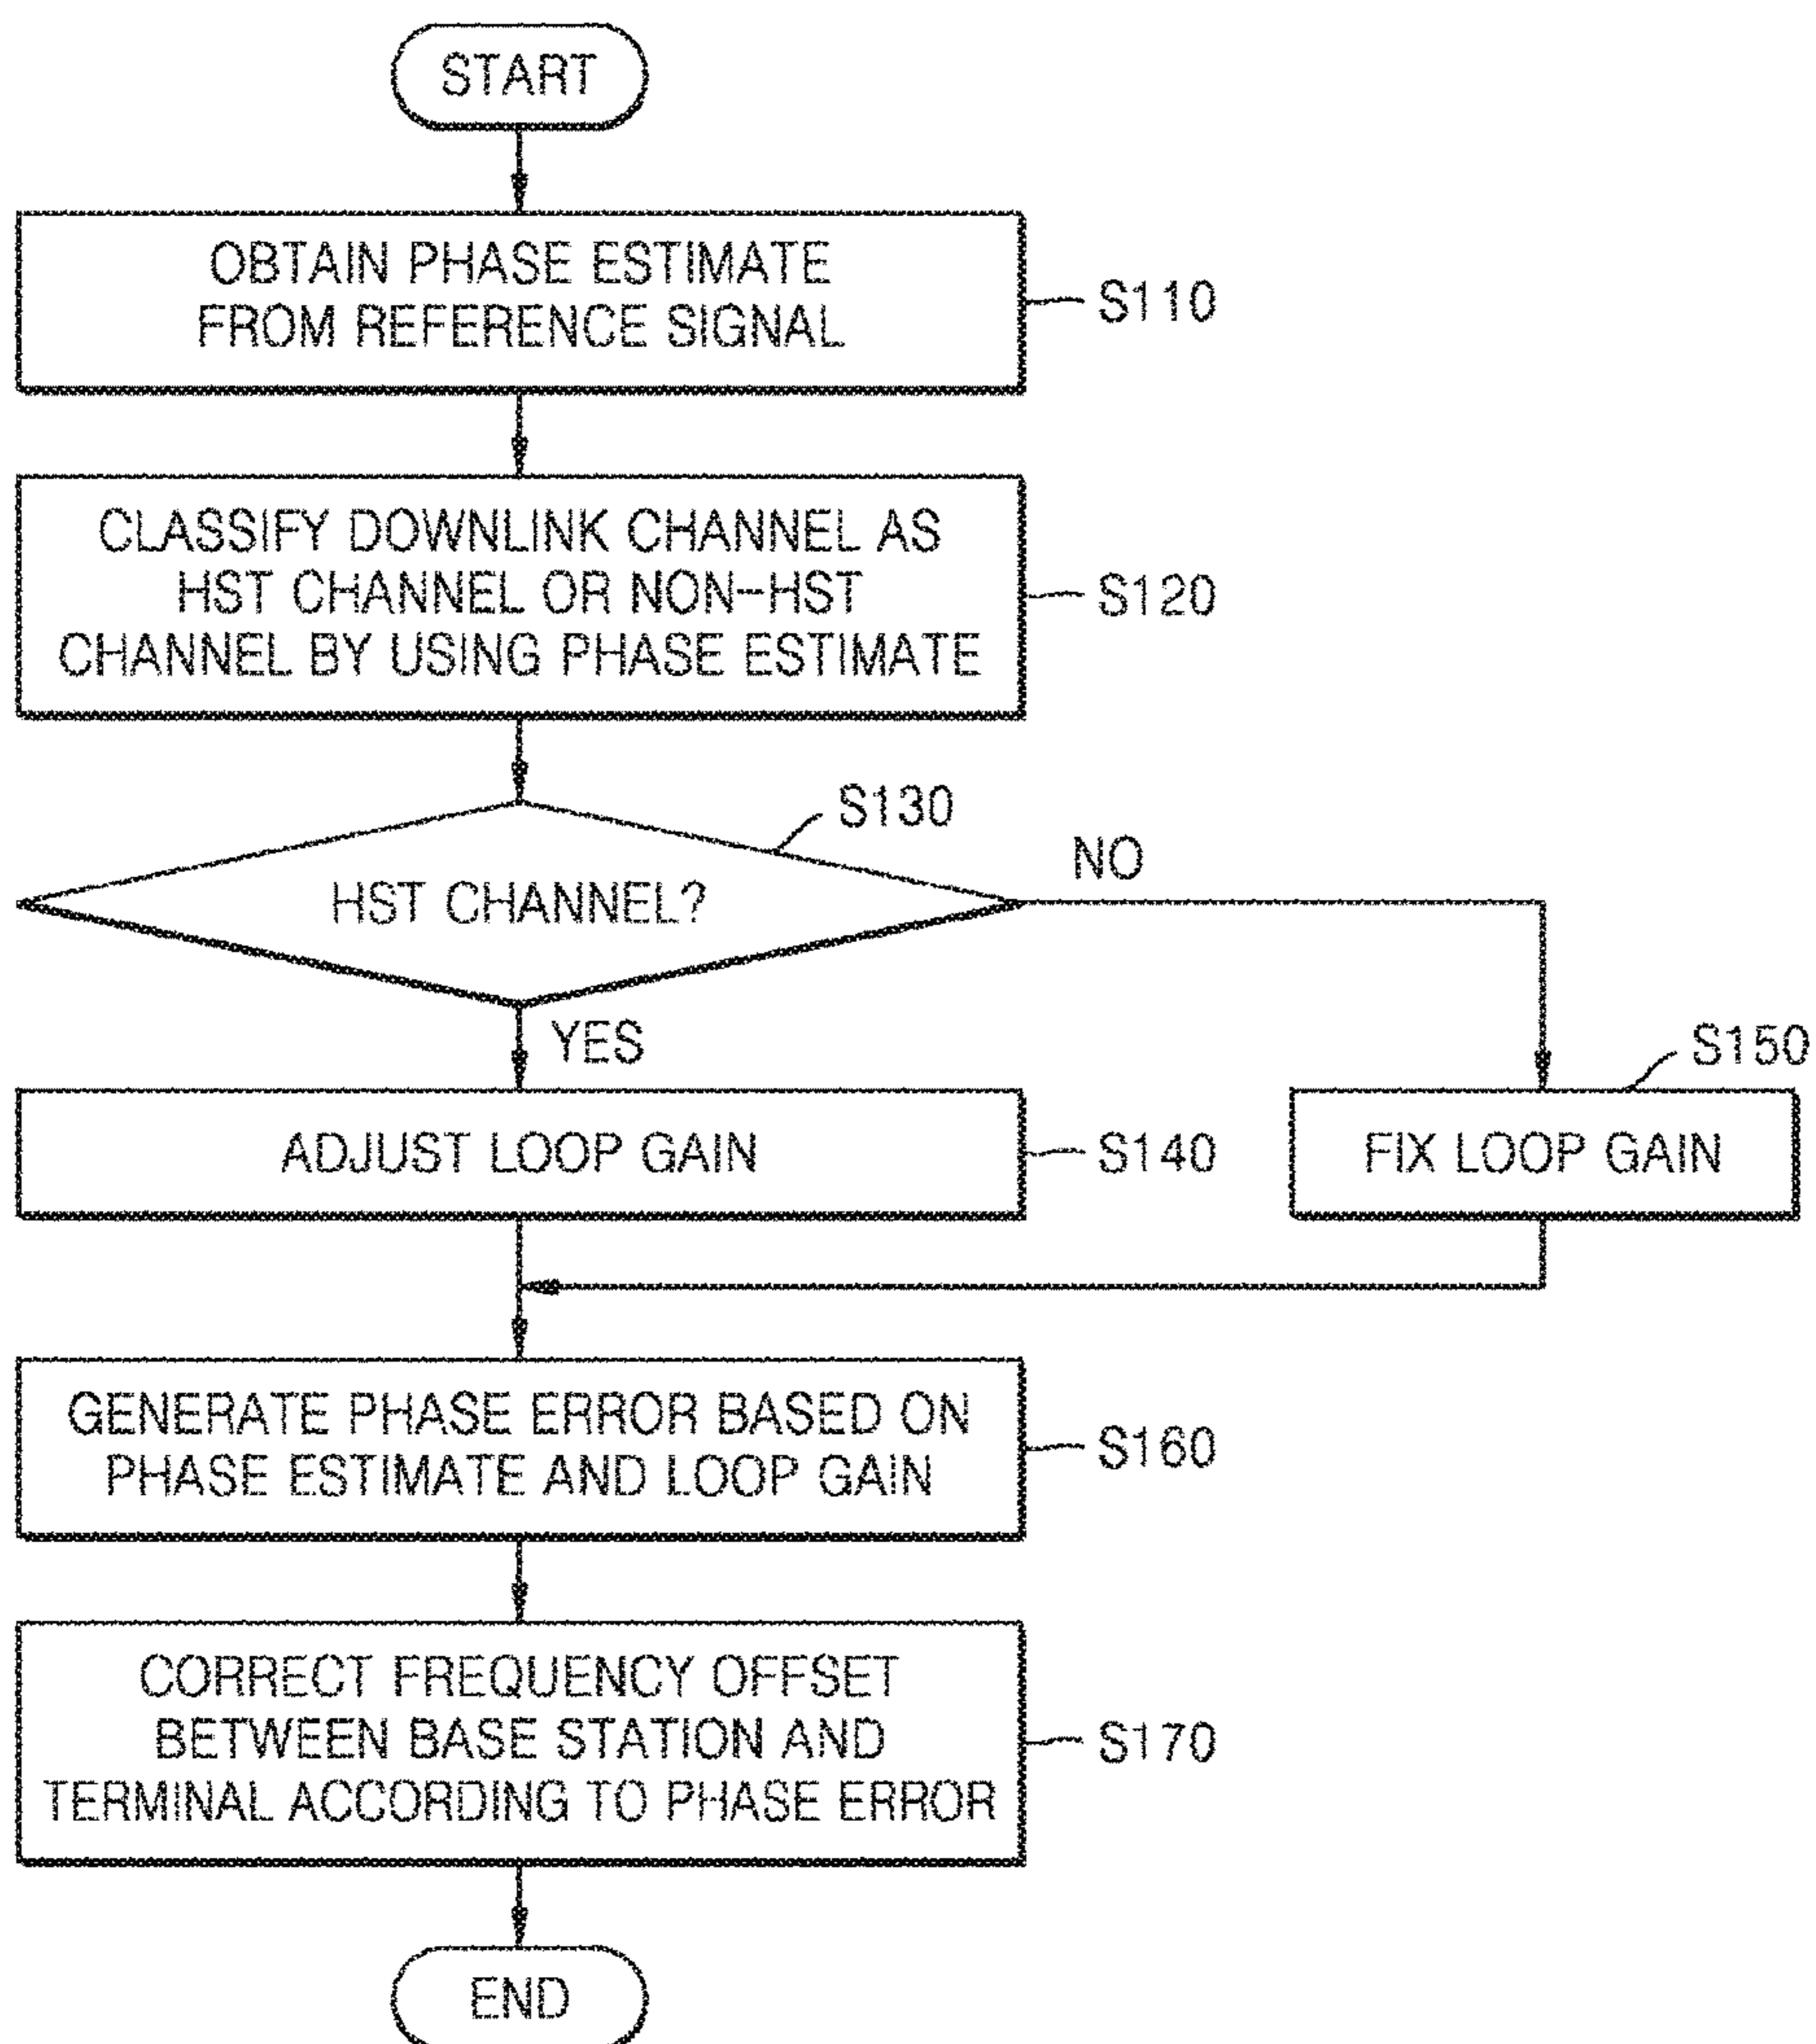 START
OBTAIN PHASE ESTIMATE
FROM REFERENCE SIGNAL
S110
CLASSIFY DOWNLINK CHANNEL AS
HST CHANNEL OR NON-HST
CHANNEL BY USING PHASE ESTIMATE
S120
S130
HST CHANNEL?
NO
YES
ADJUST LOOP GAIN
S140
S150
FIX LOOP GAIN
GENERATE PHASE ERROR BASED ON
PHASE ESTIMATE AND LOOP GAIN
S160
CORRECT FREQUENCY OFFSET
BETWEEN BASE STATION AND
TERMINAL ACCORDING TO PHASE ERROR
S170
END